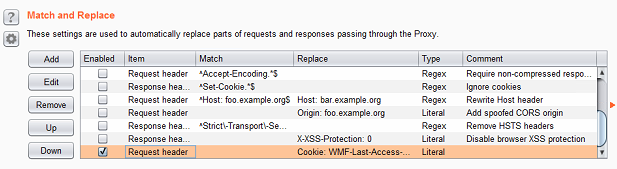 Match and Replace
These settings are used to automatically replace parts of requests and responses passing through the Proxy.
Add
Edit
Remove
Up
Down
Enabled Item Match Replace Type Comment
Request header ^Accept-Encoding.*$ Regex Require non-compressed respo...
Response hea... ^Set-Cookie.*$ Regex Ignore cookies
Request header ^Host: foo.example.org$ Host: bar.example.org Regex Rewrite Host header
Request header Origin: foo.example.org Literal Add spoofed CORS origin
Response hea... ^Strict\-Transport\-Se... Regex Remove HSTS headers
Response hea... X-XSS-Protection: 0 Literal Disable browser XSS protection
Request header Cookie: WMF-Last-Access-... Literal